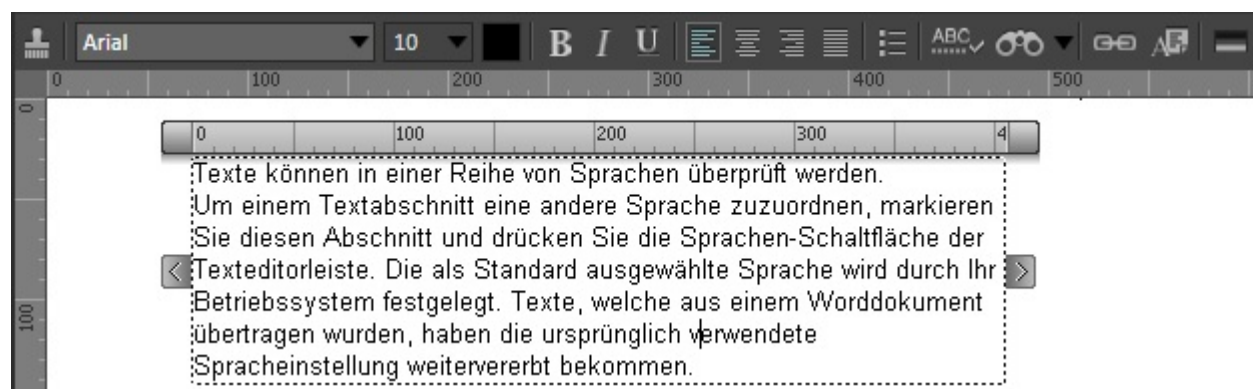 Arial 10 B I U ABC
0 100 200 300 400 500
0
0 100 200 300 4
Texte können in einer Reihe von Sprachen überprüft werden.
Um einem Textabschnitt eine andere Sprache zuzuordnen, markieren
Sie diesen Abschnitt und drücken Sie die Sprachen-Schaltfläche der
Texteditorleiste. Die als Standard ausgewählte Sprache wird durch Ihr
Betriebssystem festgelegt. Texte, welche aus einem Worddokument
100
übertragen wurden, haben die ursprünglich verwendete
Spracheinstellung weitervererbt bekommen.